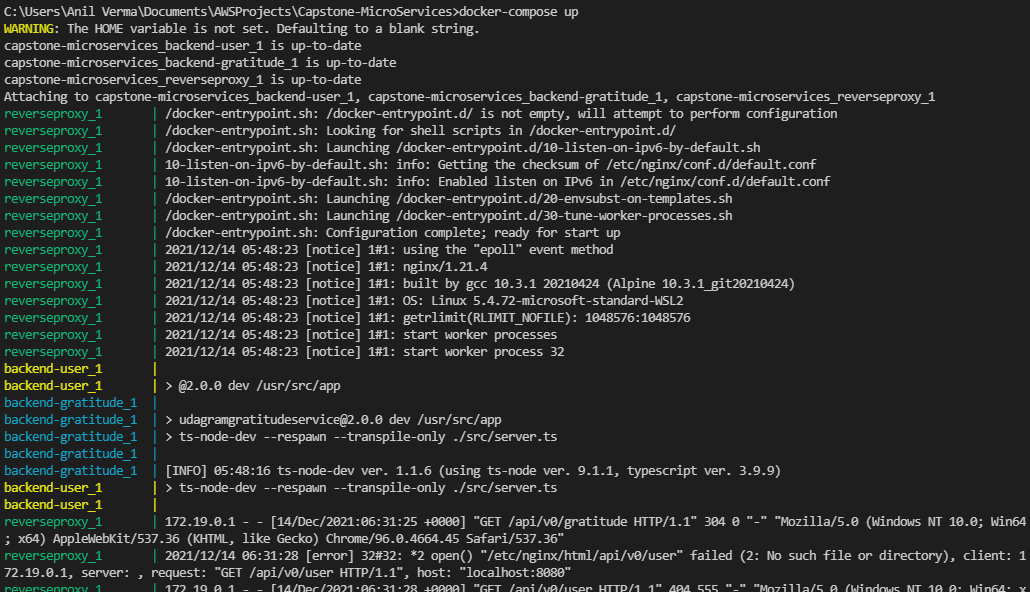 C:\Users\Anil Verma\Documents\AWSProjects\Capstone-MicroServices>docker-compose up
WARNING: The HOME variable is not set. Defaulting to a blank string.
capstone-microservices_backend-user_1 is up-to-date
capstone-microservices_backend-gratitude_1 is up-to-date
capstone-microservices_reverseproxy_1 is up-to-date
Attaching to capstone-microservices_backend-user_1, capstone-microservices_backend-gratitude_1, capstone-microservices_reverseproxy_1
reverseproxy_1       | /docker-entrypoint.sh: /docker-entrypoint.d/ is not empty, will attempt to perform configuration
reverseproxy_1       | /docker-entrypoint.sh: Looking for shell scripts in /docker-entrypoint.d/
reverseproxy_1       | /docker-entrypoint.sh: Launching /docker-entrypoint.d/10-listen-on-ipv6-by-default.sh
reverseproxy_1       | 10-listen-on-ipv6-by-default.sh: info: Getting the checksum of /etc/nginx/conf.d/default.conf
reverseproxy_1       | 10-listen-on-ipv6-by-default.sh: info: Enabled listen on IPv6 in /etc/nginx/conf.d/default.conf
reverseproxy_1       | /docker-entrypoint.sh: Launching /docker-entrypoint.d/20-envsubst-on-templates.sh
reverseproxy_1       | /docker-entrypoint.sh: Launching /docker-entrypoint.d/30-tune-worker-processes.sh
reverseproxy_1       | /docker-entrypoint.sh: Configuration complete; ready for start up
reverseproxy_1       | 2021/12/14 05:48:23 [notice] 1#1: using the "epoll" event method
reverseproxy_1       | 2021/12/14 05:48:23 [notice] 1#1: nginx/1.21.4
reverseproxy_1       | 2021/12/14 05:48:23 [notice] 1#1: built by gcc 10.3.1 20210424 (Alpine 10.3.1_git20210424)
reverseproxy_1       | 2021/12/14 05:48:23 [notice] 1#1: OS: Linux 5.4.72-microsoft-standard-WSL2
reverseproxy_1       | 2021/12/14 05:48:23 [notice] 1#1: getrlimit(RLIMIT_NOFILE): 1048576:1048576
reverseproxy_1       | 2021/12/14 05:48:23 [notice] 1#1: start worker processes
reverseproxy_1       | 2021/12/14 05:48:23 [notice] 1#1: start worker process 32
backend-user_1       |
backend-user_1       | > @2.0.0 dev /usr/src/app
backend-gratitude_1  |
backend-gratitude_1  | > udagramgratitudeservice@2.0.0 dev /usr/src/app
backend-gratitude_1  | > ts-node-dev --respawn --transpile-only ./src/server.ts
backend-gratitude_1  |
backend-gratitude_1  | [INFO] 05:48:16 ts-node-dev ver. 1.1.6 (using ts-node ver. 9.1.1, typescript ver. 3.9.9)
backend-user_1       | > ts-node-dev --respawn --transpile-only ./src/server.ts
backend-user_1       |
reverseproxy_1       | 172.19.0.1 - - [14/Dec/2021:06:31:25 +0000] "GET /api/v0/gratitude HTTP/1.1" 304 0 "-" "Mozilla/5.0 (Windows NT 10.0; Win64
; x64) AppleWebKit/537.36 (KHTML, like Gecko) Chrome/96.0.4664.45 Safari/537.36"
reverseproxy_1       | 2021/12/14 06:31:28 [error] 32#32: *2 open() "/etc/nginx/html/api/v0/user" failed (2: No such file or directory), client: 1
72.19.0.1, server: , request: "GET /api/v0/user HTTP/1.1", host: "localhost:8080"
reverseproxy_1       | 172.19.0.1 - - [14/Dec/2021:06:31:28 +0000] "GET /api/v0/user HTTP/1.1" 404 555 "-" "Mozilla/5.0 (Windows NT 10.0; Win64; x